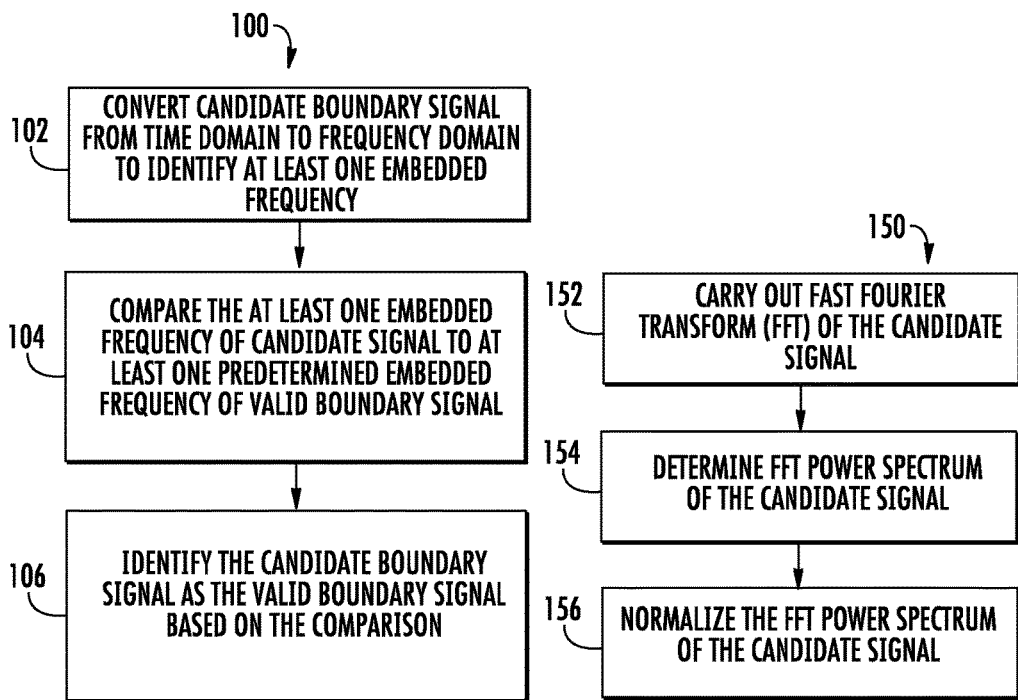 100
102
CONVERT CANDIDATE BOUNDARY SIGNAL
FROM TIME DOMAIN TO FREQUENCY DOMAIN
TO IDENTIFY AT LEAST ONE EMBEDDED
FREQUENCY
104
COMPARE THE AT LEAST ONE EMBEDDED
FREQUENCY OF CANDIDATE SIGNAL TO AT
LEAST ONE PREDETERMINED EMBEDDED
FREQUENCY OF VALID BOUNDARY SIGNAL
106
IDENTIFY THE CANDIDATE BOUNDARY
SIGNAL AS THE VALID BOUNDARY SIGNAL
BASED ON THE COMPARISON
150
152
CARRY OUT FAST FOURIER
TRANSFORM (FFT) OF THE CANDIDATE
SIGNAL
154
DETERMINE FFT POWER SPECTRUM
OF THE CANDIDATE SIGNAL
156
NORMALIZE THE FFT POWER SPECTRUM
OF THE CANDIDATE SIGNAL